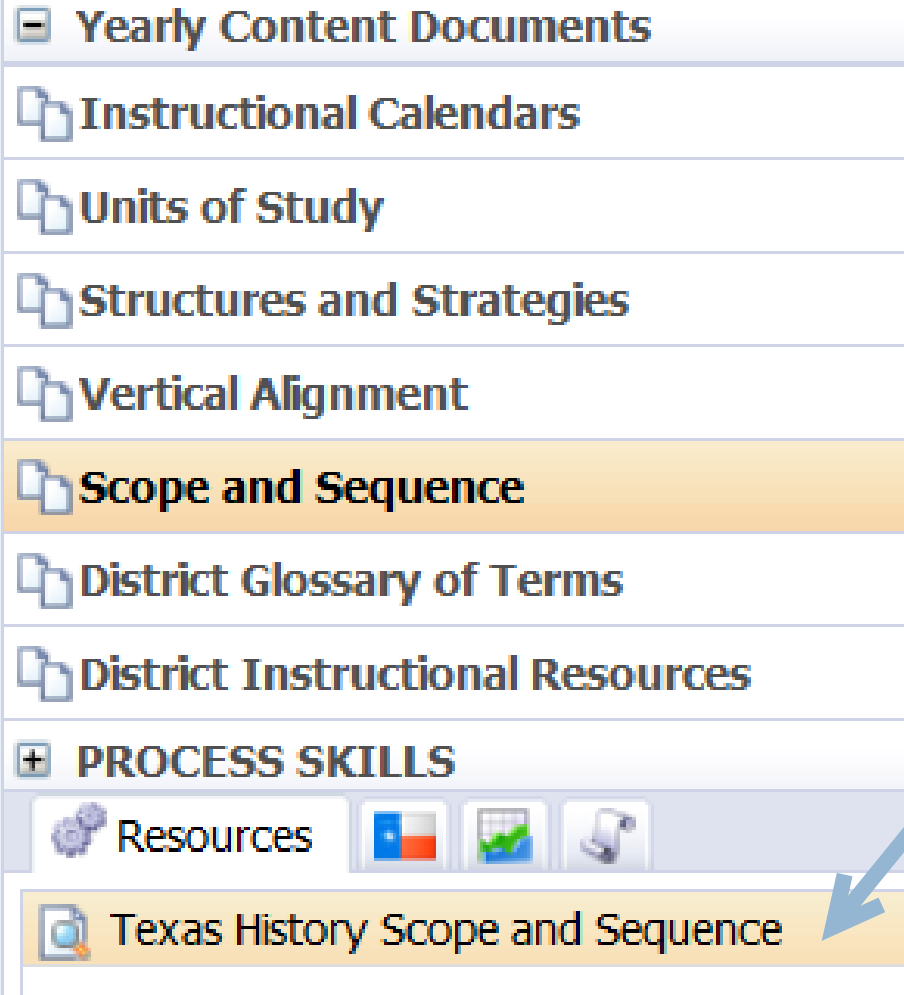 Yearly Content Documents
Instructional Calendars
Units of Study
Structures and Strategies
Vertical Alignment
Scope and Sequence
District Glossary of Terms
District Instructional Resources
PROCESS SKILLS
Resources
Texas History Scope and Sequence